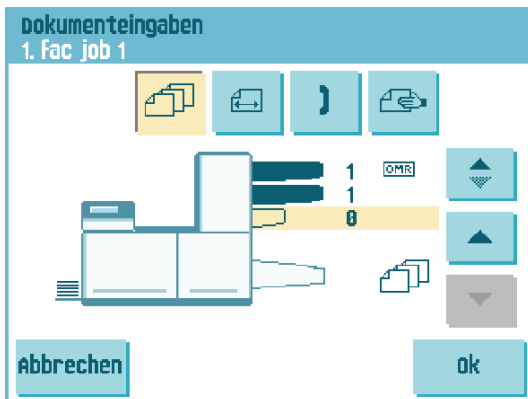 Dokumenteingaben
1. Fac job 1
1 OMR
1
0
Abbrechen Ok